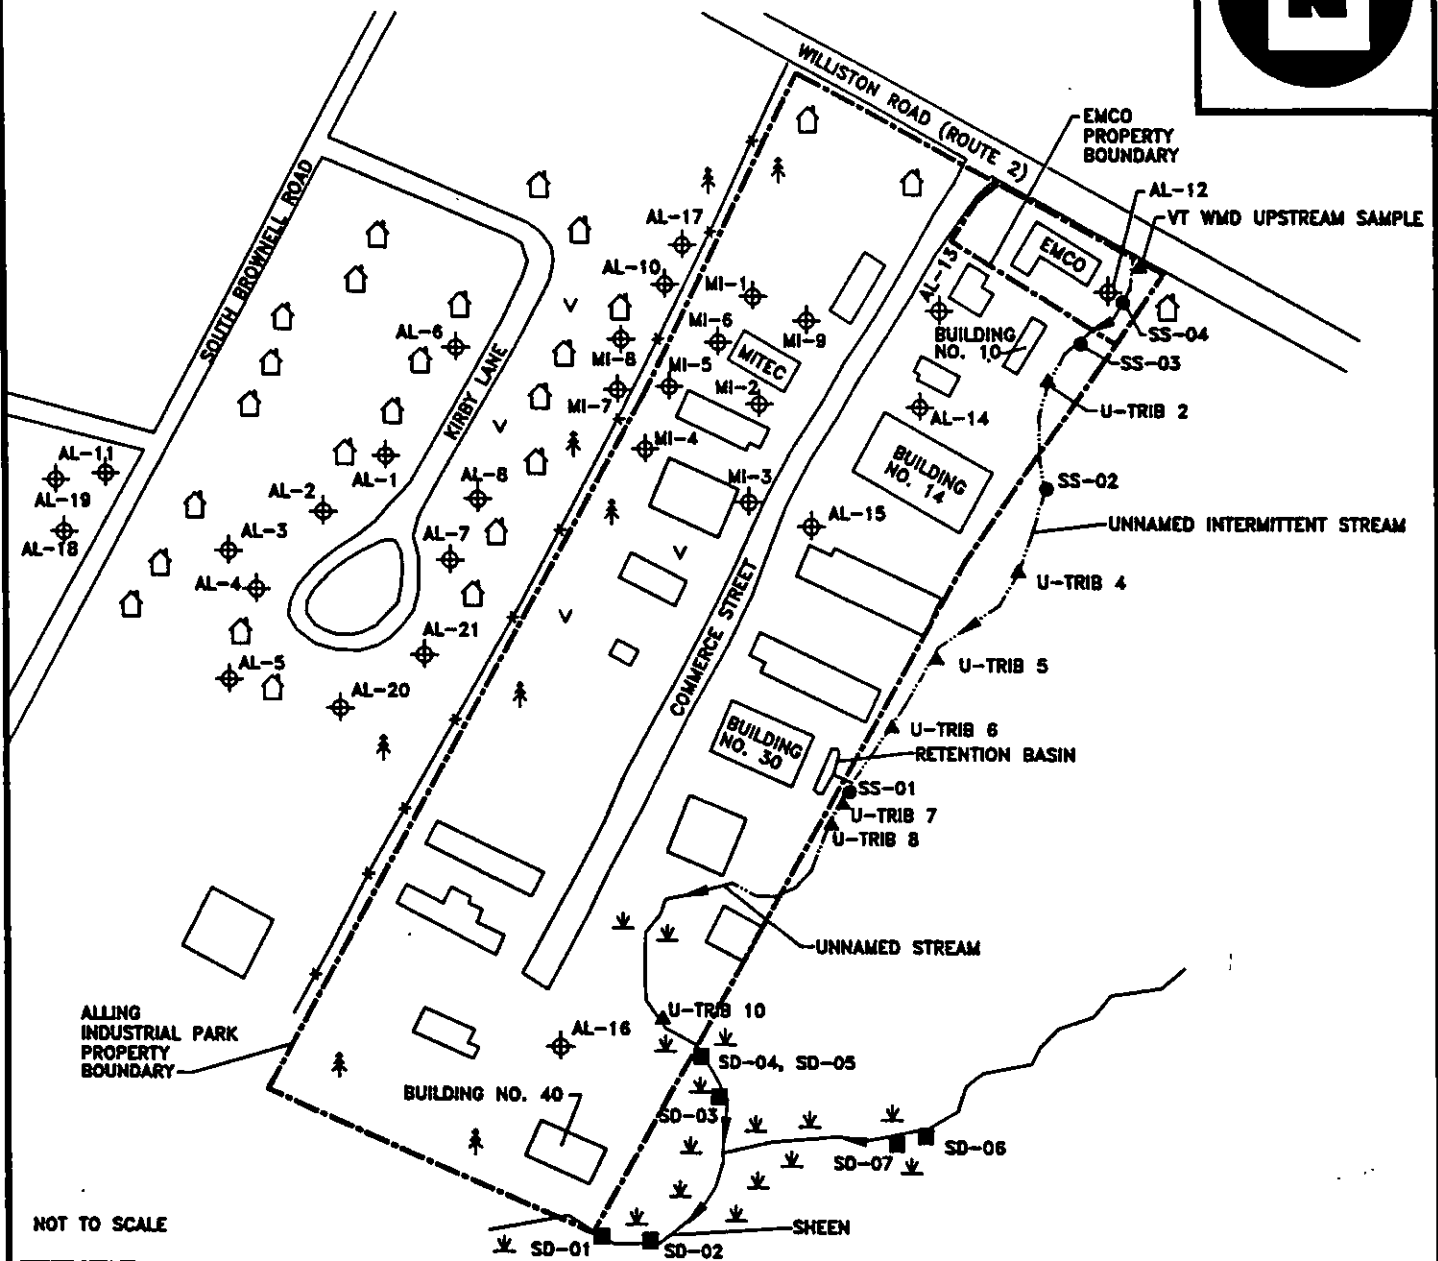 N
WILLISTON ROAD (ROUTE 2)
EMCO
PROPERTY
BOUNDARY
AL-12
VT WMD UPSTREAM SAMPLE
SOUTH BROWNELL ROAD
AL-17
AL-10
MI-1
EMCO
AL-13
AL-6
MI-6
MI-9
BUILDING
NO. 10
SS-04
SS-03
MI-8
MITEC
MI-5
MI-7
MI-2
U-TRIB 2
KIRBY LANE
AL-14
MI-4
AL-11
AL-1
BUILDING
NO. 14
AL-19
AL-2
AL-8
MI-3
SS-02
AL-15
UNNAMED INTERMITTENT STREAM
AL-18
AL-3
AL-7
AL-4
U-TRIB 4
COMMERCE STREET
AL-21
AL-5
U-TRIB 5
AL-20
U-TRIB 6
BUILDING
NO. 30
RETENTION BASIN
SS-01
U-TRIB 7
U-TRIB 8
UNNAMED STREAM
ALLING
INDUSTRIAL PARK
PROPERTY
BOUNDARY
U-TRIB 10
AL-16
SD-04, SD-05
BUILDING NO. 40
SD-03
SD-06
SD-07
NOT TO SCALE
SHEEN
SD-01
SD-02